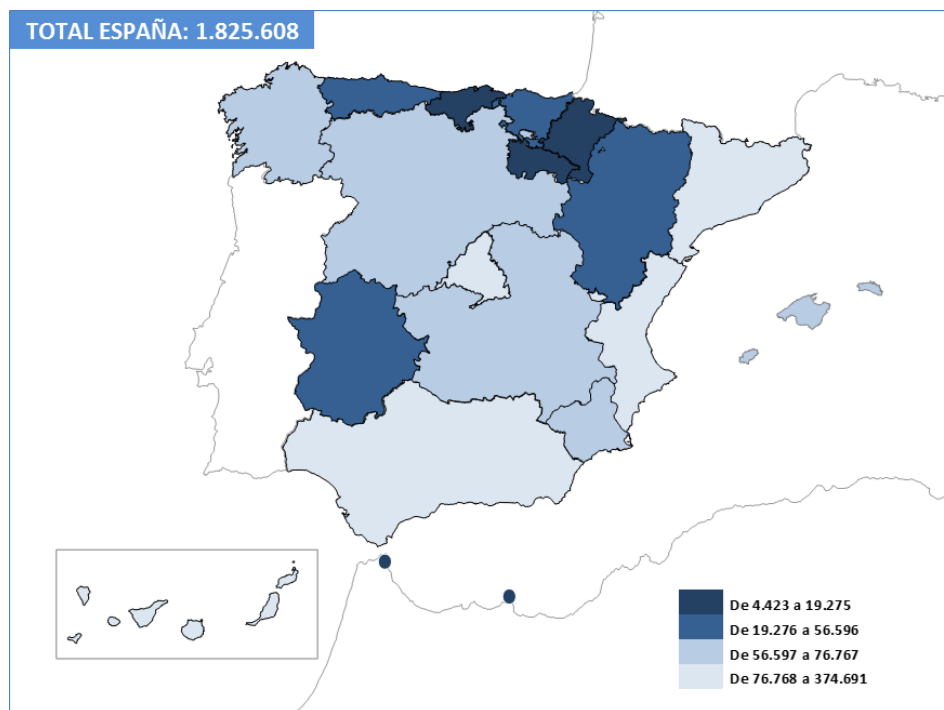 TOTAL ESPAÑA: 1.825.608
De 4.423 a 19.275
De 19.276 a 56.596
De 56.597 a 76.767
De 76.768 a 374.691